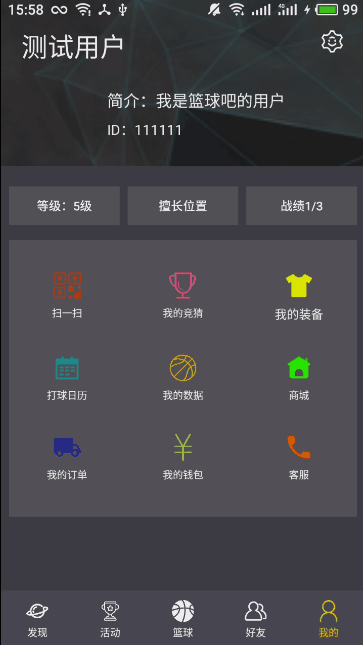 15:58
4G
99
测试用户
简介：我是篮球吧的用户
ID：111111
等级：5级
擅长位置
战绩1/3
扫一扫
我的竞猜
我的装备
打球日历
我的数据
商城
我的订单
我的钱包
客服
发现
活动
篮球
好友
我的